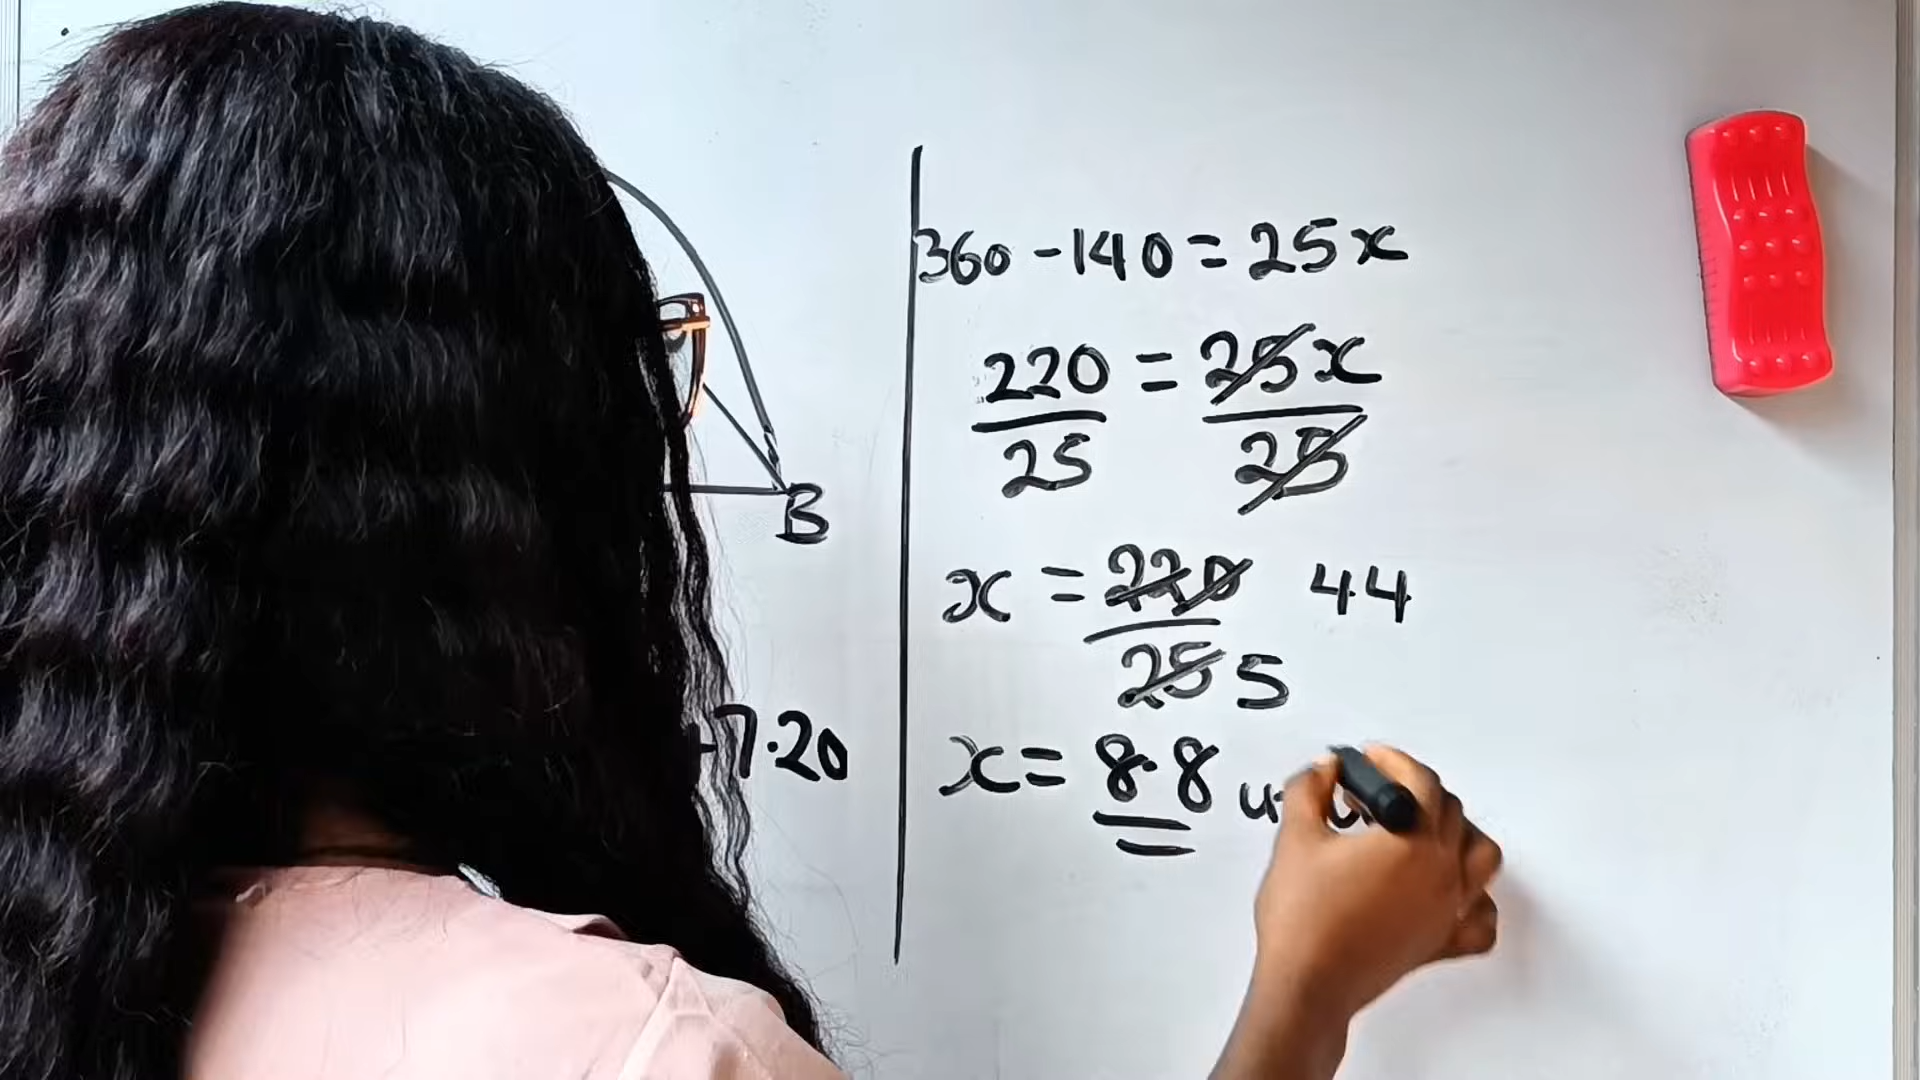 B
7.20
360 - 140 = 25x
220 = 25x
25 25
x = 220 44
25 5
x = 8.8